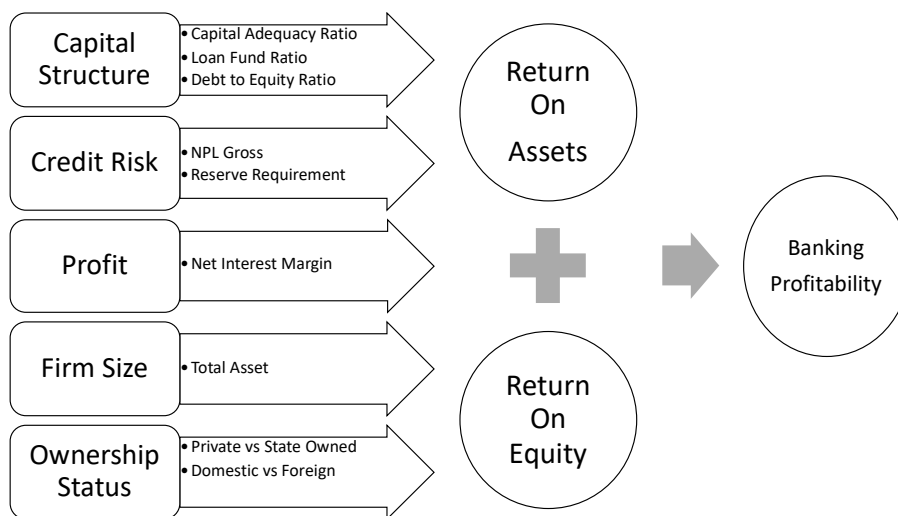 Capital
Structure
• Capital Adequacy Ratio
• Loan Fund Ratio
• Debt to Equity Ratio
Credit Risk
• NPL Gross
• Reserve Requirement
Profit
• Net Interest Margin
Firm Size
• Total Asset
Ownership
Status
• Private vs State Owned
• Domestic vs Foreign
Return
On
Assets
Return
On
Equity
Banking
Profitability